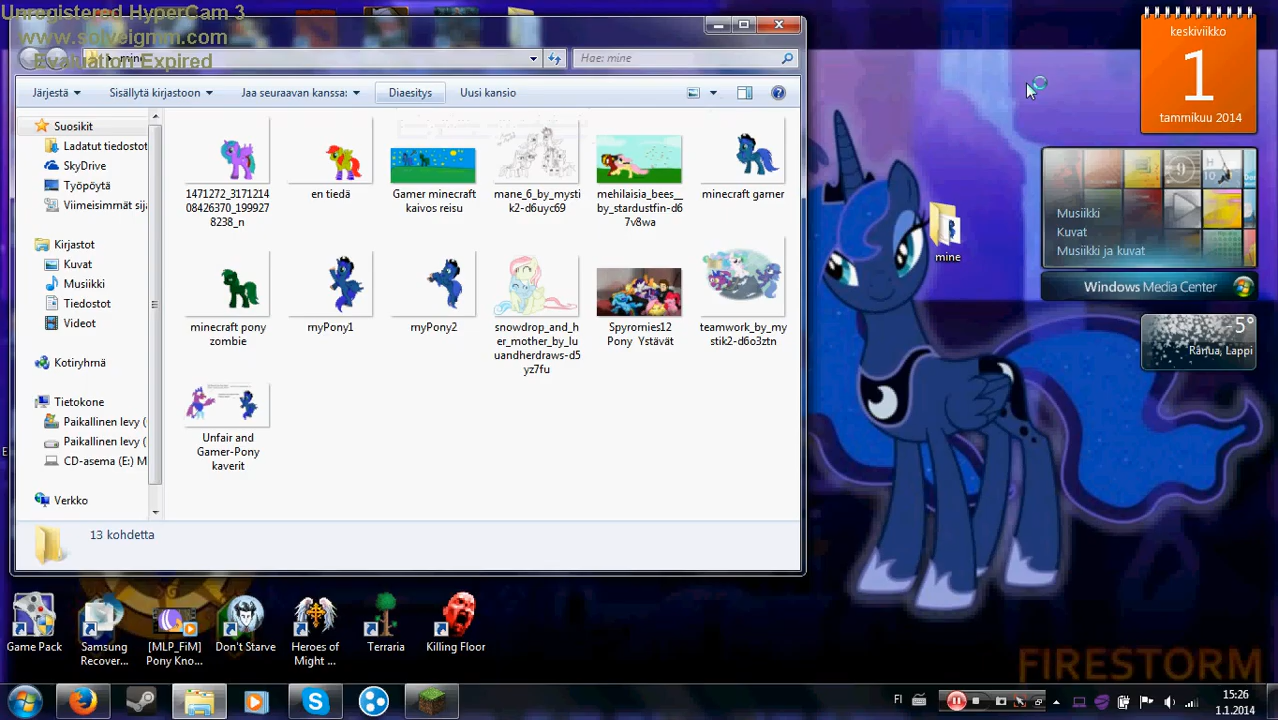 Unregistered HyperCam 3
www.solveigmm.com
Evaluation Expired
mine
Hae: mine
Järjestä
Sisällytä kirjastoon
Jaa seuraavan kanssa:
Diaesitys
Uusi kansio
Suosikit
Ladatut tiedostot
SkyDrive
Työpöytä
Viimeisimmät sij
Kirjastot
Kuvat
Musiikki
Tiedostot
Videot
Kotiryhmä
Tietokone
Paikallinen levy (
Paikallinen levy (
CD-asema (E:) M
Verkko
1471272_3171214
08426370_199927
8238_n
en tiedä
Gamer minecraft
kaivos reisu
mane_6_by_mysti
k2-d6uyc69
mehilaisia_bees__
by_stardustfin-d6
7v8wa
minecraft gamer
minecraft pony
zombie
myPony1
myPony2
snowdrop_and_h
er_mother_by_lu
uandherdraws-d5
yz7fu
Spyromies12
Pony Ystävät
teamwork_by_my
stik2-d6o3ztn
Unfair and
Gamer-Pony
kaverit
13 kohdetta
mine
keskiviikko
1
tammikuu 2014
Musiikki
Kuvat
Musiikki ja kuvat
Windows Media Center
-5°
Ranua, Lappi
Game Pack
Samsung
Recover...
[MLP_FiM]
Pony Kno...
Don't Starve
Heroes of
Might ...
Terraria
Killing Floor
FIRESTORM
FI
15:26
1.1.2014